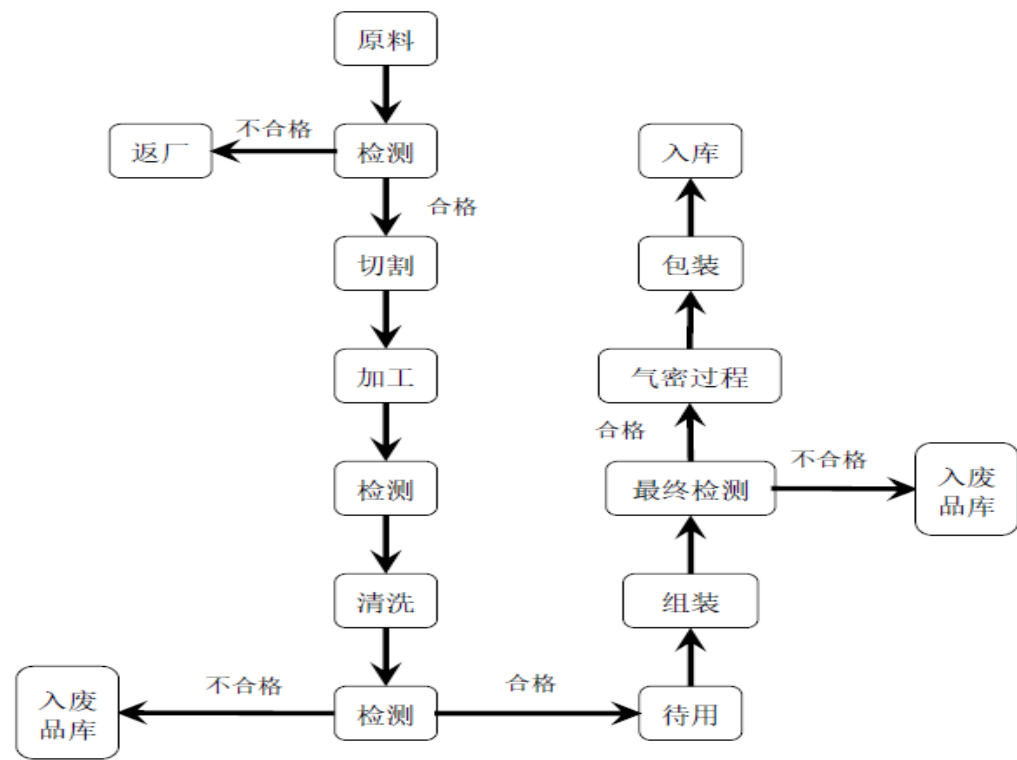 原料
不合格
返厂
检测
入库
合格
切割
包装
加工
气密过程
合格
不合格
检测
最终检测
入废
品库
清洗
组装
不合格
合格
入废
品库
检测
待用